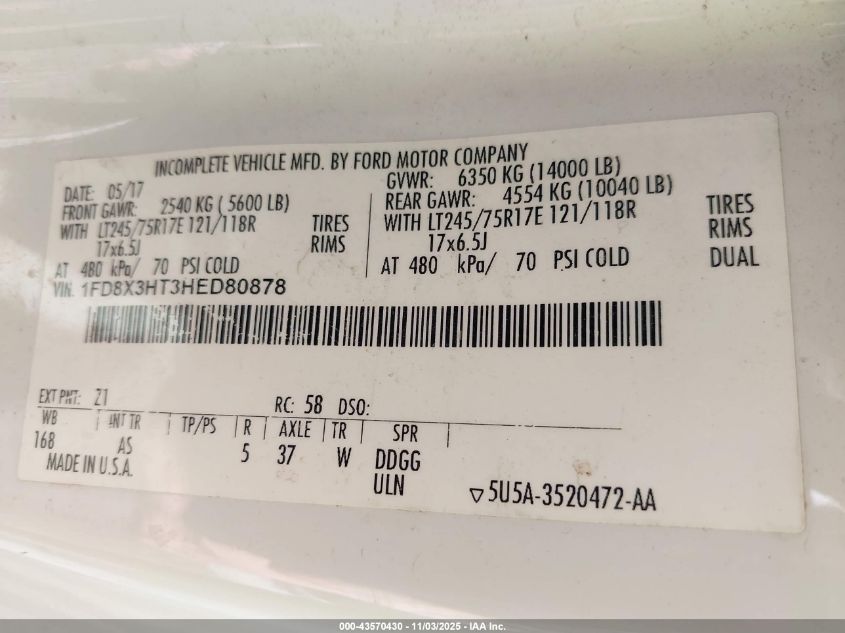 INCOMPLETE VEHICLE MFD. BY FORD MOTOR COMPANY
DATE: 05/17
GVWR: 6350 KG (14000 LB)
FRONT GAWR: 2540 KG ( 5600 LB)
REAR GAWR: 4554 KG (10040 LB)
WITH LT245/75R17E 121/118R TIRES
WITH LT245/75R17E 121/118R TIRES
17x6.5J RIMS
17x6.5J RIMS
AT 480 kPa/ 70 PSI COLD
AT 480 kPa/ 70 PSI COLD DUAL
VIN: 1FD8X3HT3HED80878
EXT PNT: Z1 RC: 58 DSO:
WB INT TR TP/PS R AXLE TR SPR
168 AS 5 37 W DDGG
MADE IN U.S.A. ULN
▽5U5A-3520472-AA
000-43570430 - 11/03/2025 - IAA Inc.